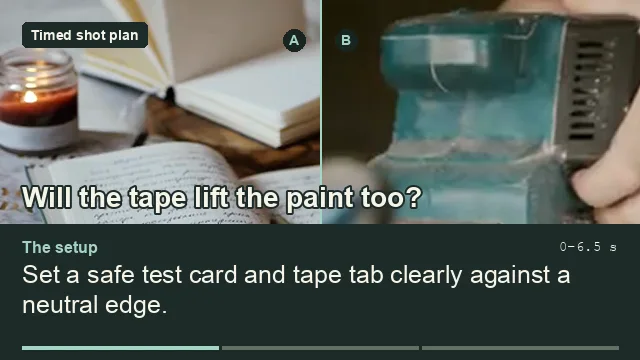 Timed shot plan
A
B
Will the tape lift the paint too?
The setup
0–6.5 s
Set a safe test card and tape tab clearly against a
neutral edge.